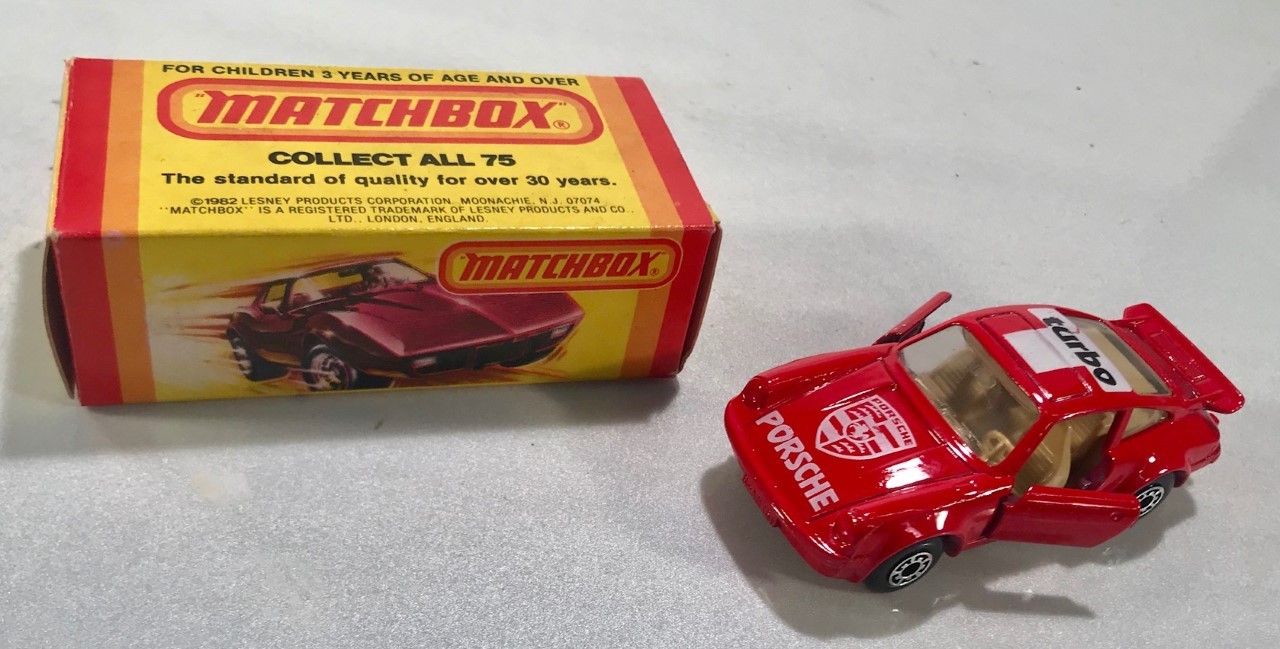 FOR CHILDREN 3 YEARS OF AGE AND OVER
"MATCHBOX"®
COLLECT ALL 75
The standard of quality for over 30 years.
©1982 LESNEY PRODUCTS CORPORATION. MOONACHIE, N.J. 07074
"MATCHBOX" IS A REGISTERED TRADEMARK OF LESNEY PRODUCTS AND CO.,
LTD., LONDON, ENGLAND.
"MATCHBOX"®
turbo
PORSCHE
PORSCHE